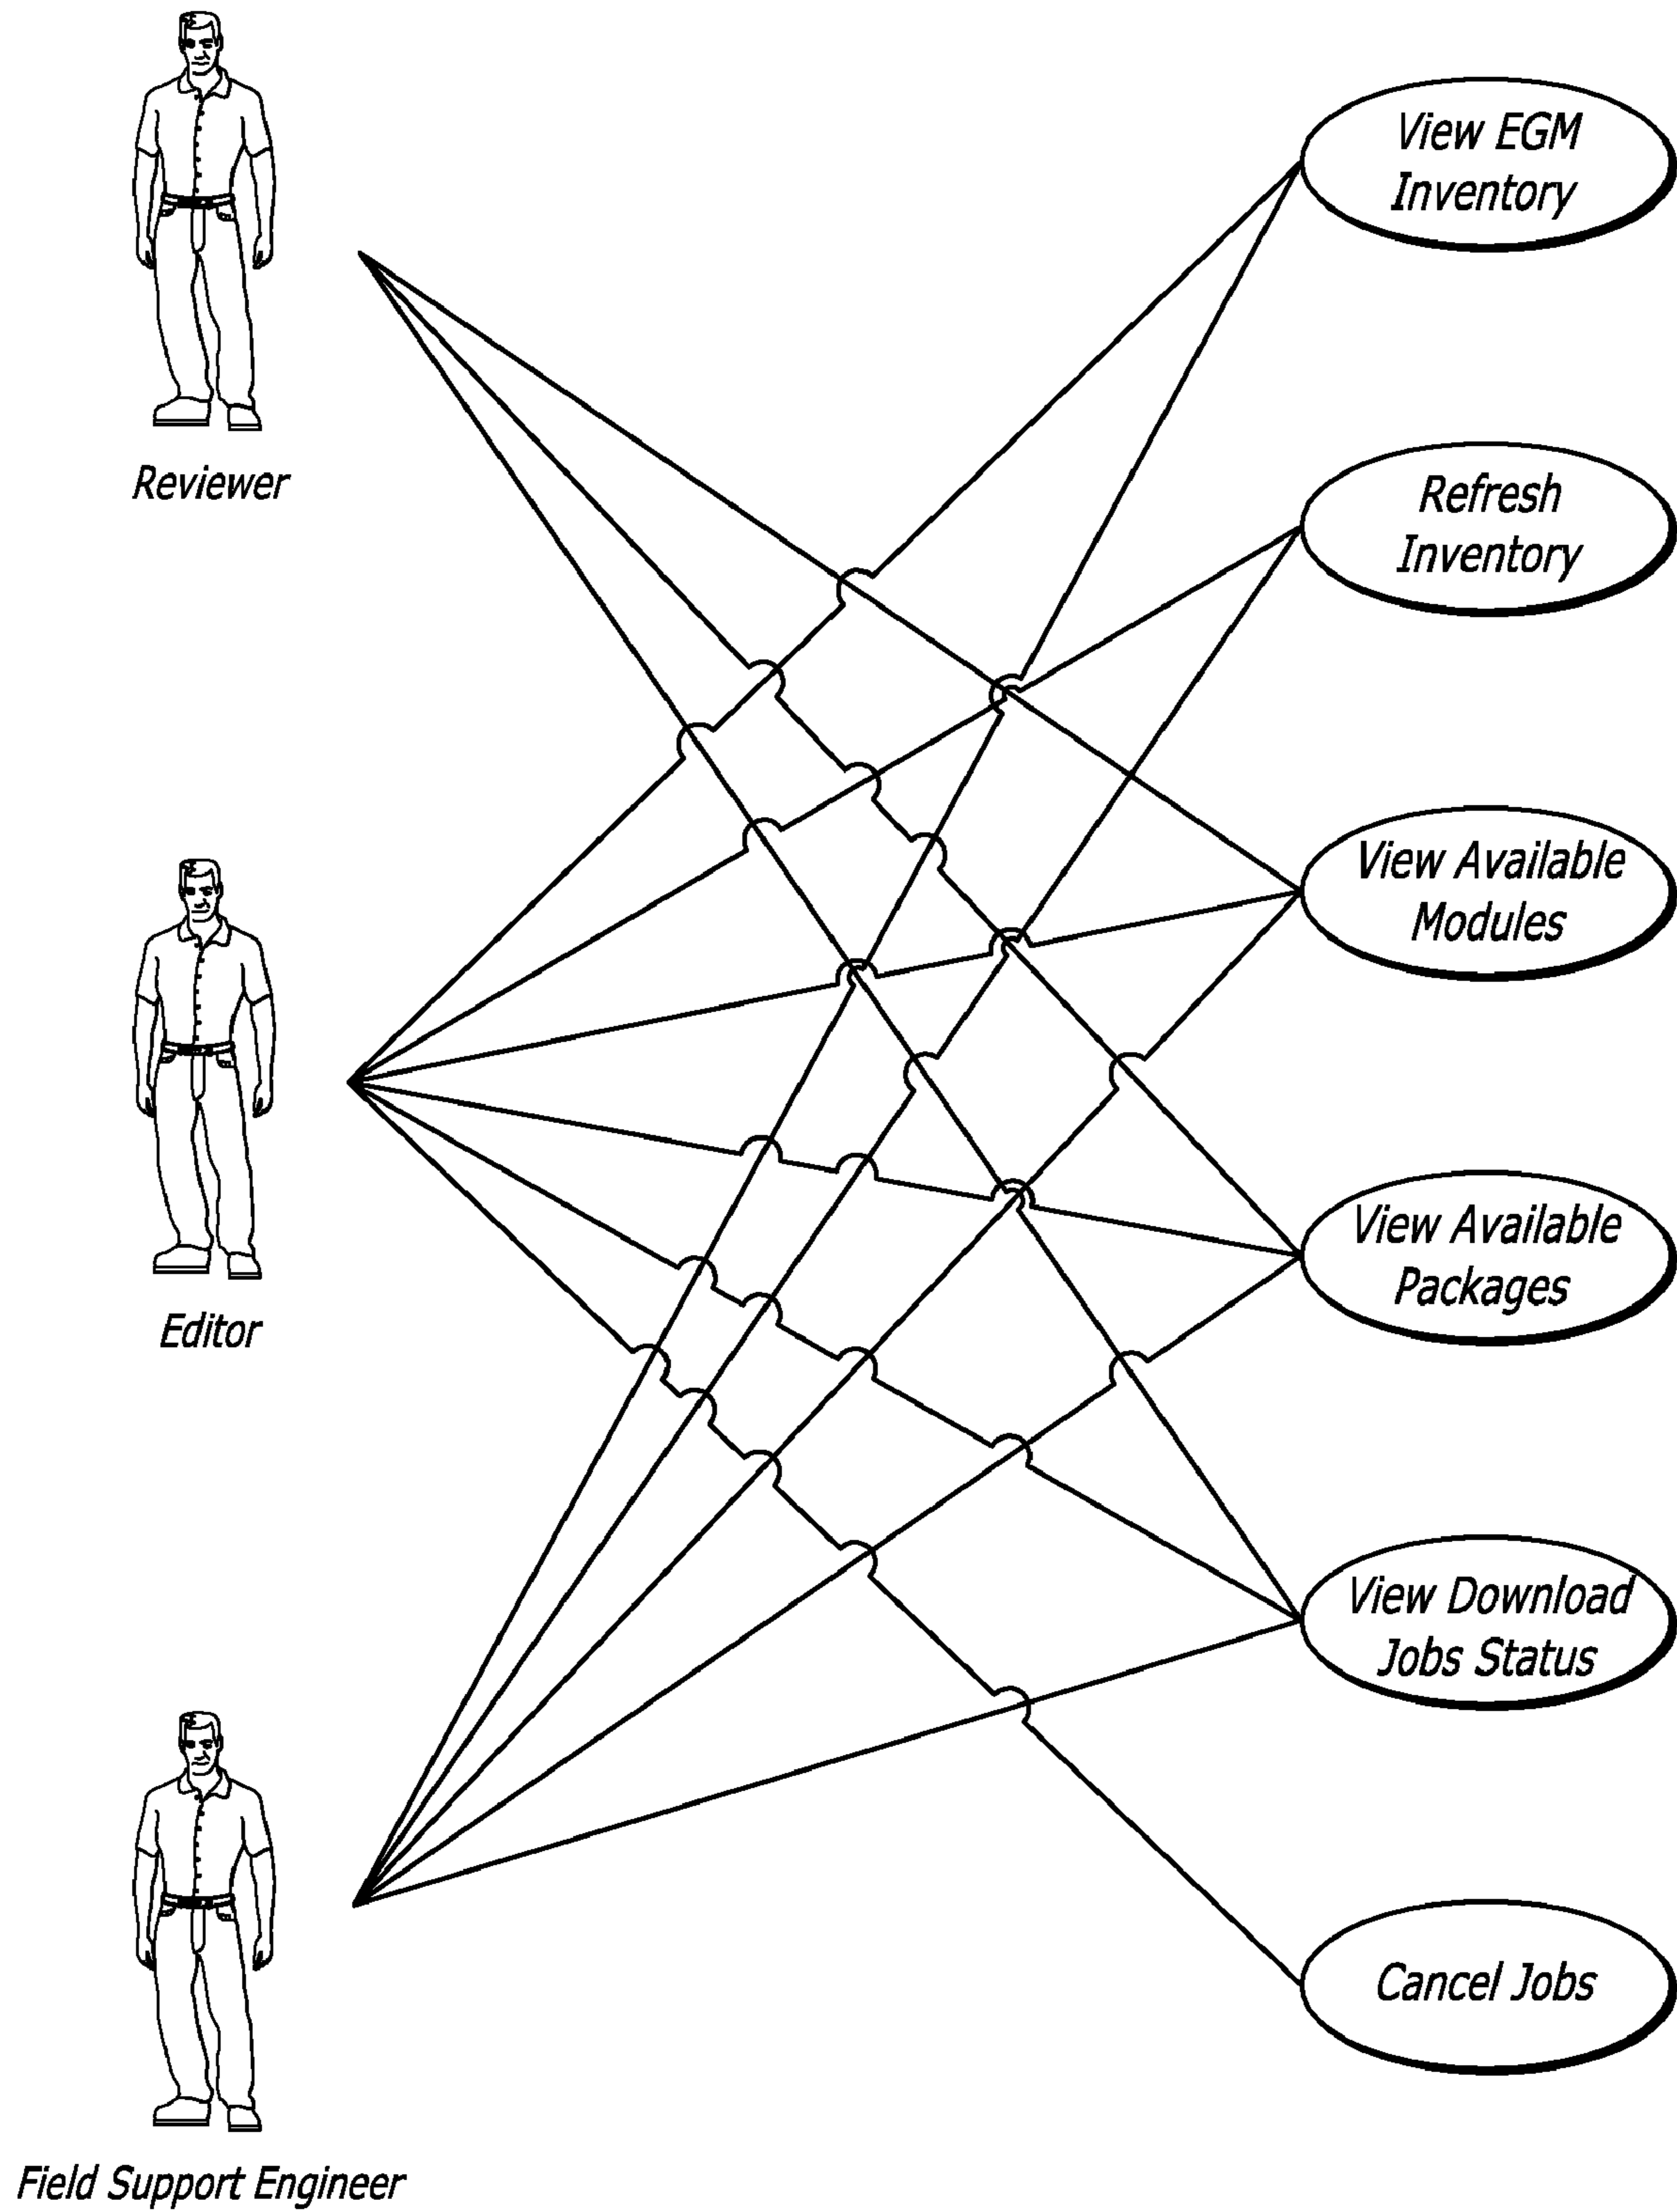 Reviewer
Editor
Field Support Engineer
View EGM
Inventory
Refresh
Inventory
View Available
Modules
View Available
Packages
View Download
Jobs Status
Cancel Jobs